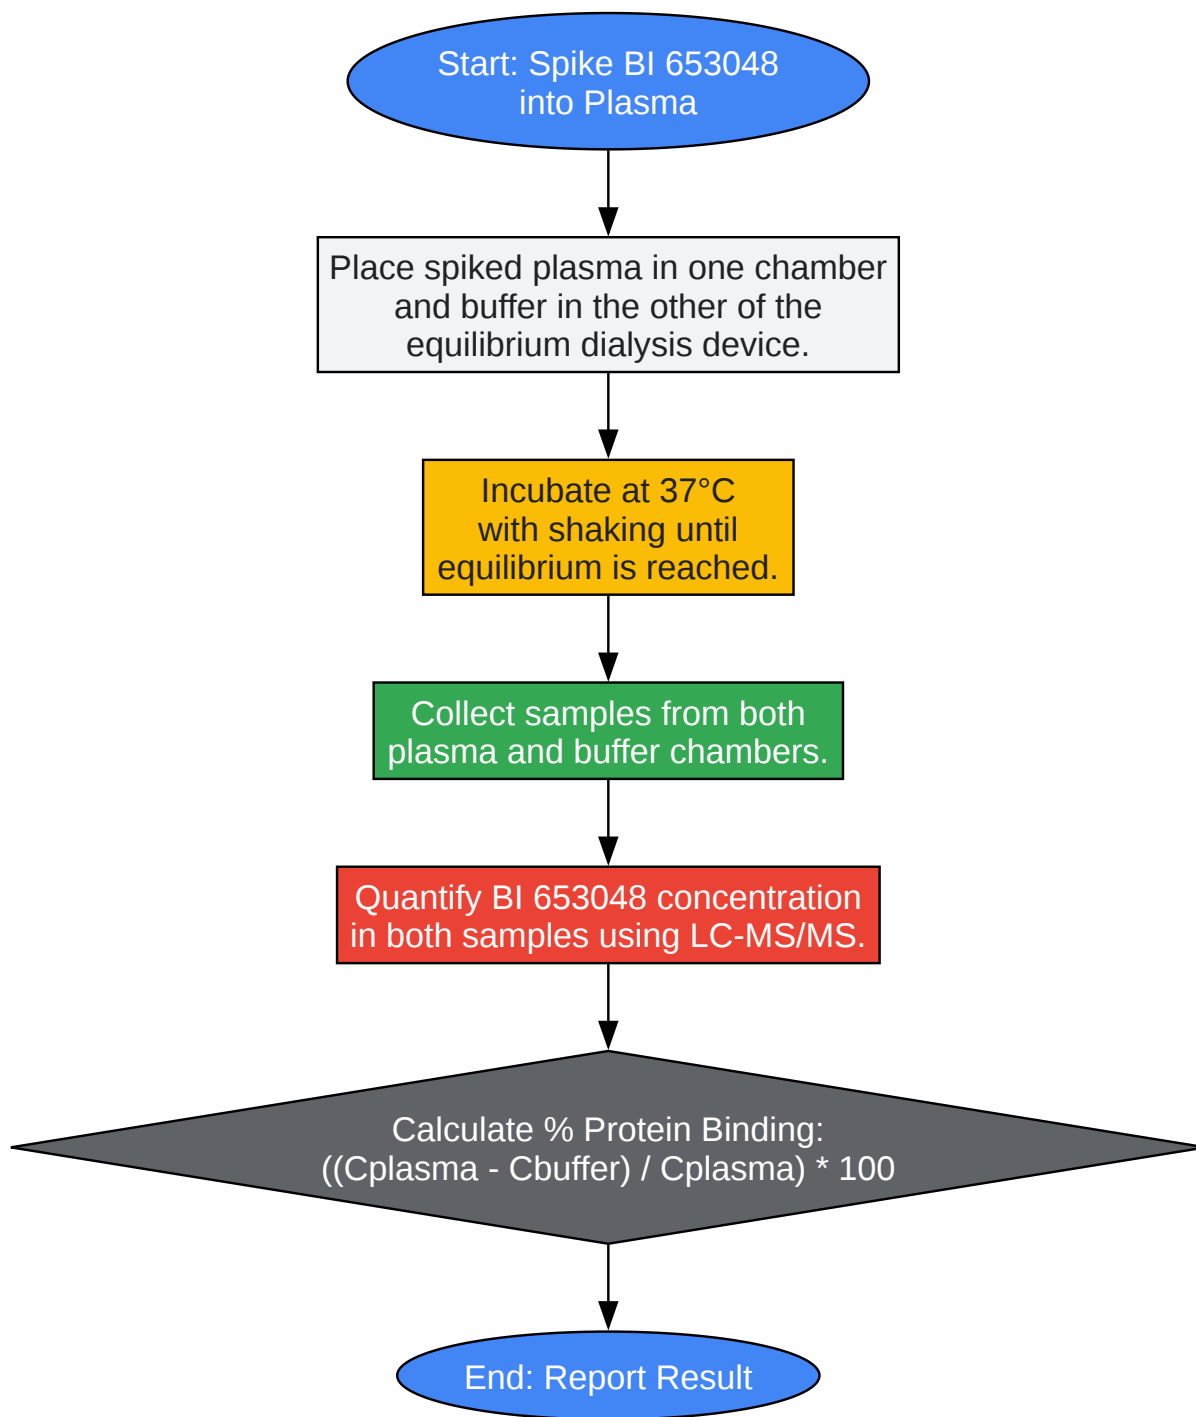 Start: Spike BI 653048
into Plasma
Place spiked plasma in one chamber
and buffer in the other of the
equilibrium dialysis device.
Incubate at 37°C
with shaking until
equilibrium is reached.
Collect samples from both
plasma and buffer chambers.
Quantify BI 653048 concentration
in both samples using LC-MS/MS.
Calculate % Protein Binding:
((Cplasma - Cbuffer) / Cplasma) * 100
End: Report Result